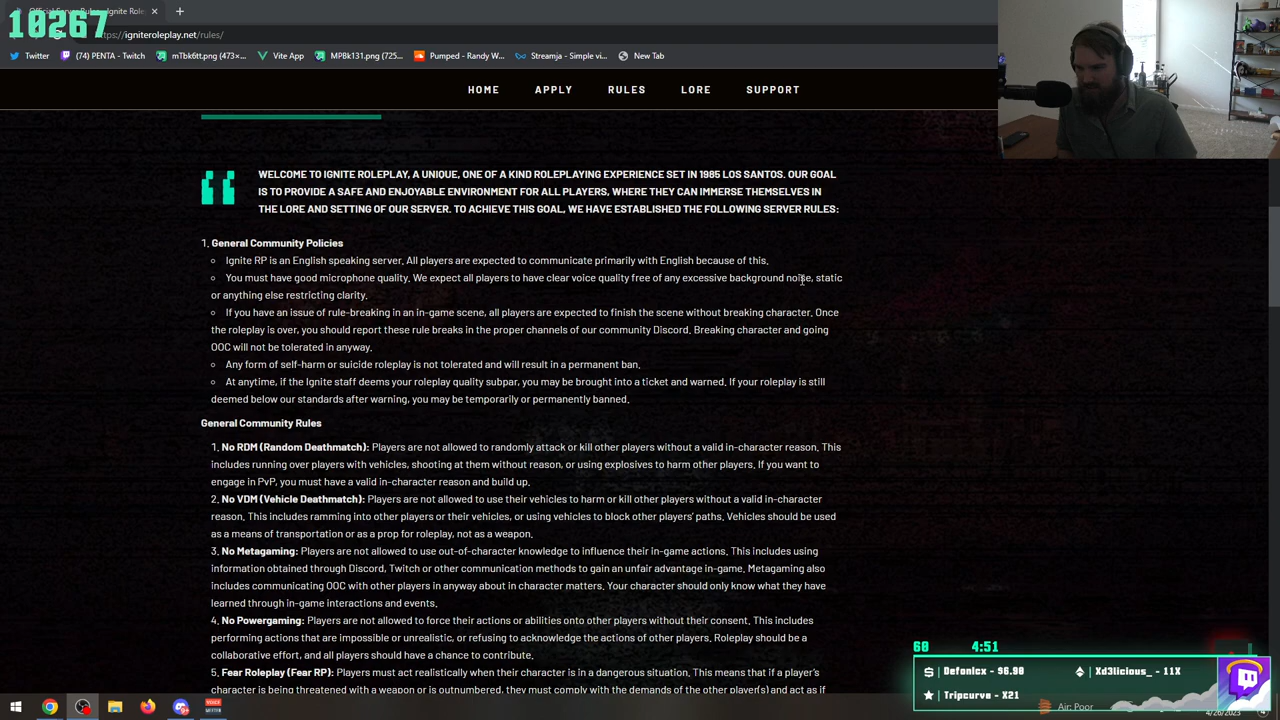 10267
Official Server Rules - Ignite Role
https://igniteroleplay.net/rules/
Twitter
(74) PENTA - Twitch
mTbk6tt.png (473×...
Vite App
MPBk131.png (725...
Pumped - Randy W...
Streamja - Simple vi...
New Tab
HOME
APPLY
RULES
LORE
SUPPORT
WELCOME TO IGNITE ROLEPLAY, A UNIQUE, ONE OF A KIND ROLEPLAYING EXPERIENCE SET IN 1985 LOS SANTOS. OUR GOAL
IS TO PROVIDE A SAFE AND ENJOYABLE ENVIRONMENT FOR ALL PLAYERS, WHERE THEY CAN IMMERSE THEMSELVES IN
THE LORE AND SETTING OF OUR SERVER. TO ACHIEVE THIS GOAL, WE HAVE ESTABLISHED THE FOLLOWING SERVER RULES:
1. General Community Policies
Ignite RP is an English speaking server. All players are expected to communicate primarily with English because of this.
You must have good microphone quality. We expect all players to have clear voice quality free of any excessive background noise, static
or anything else restricting clarity.
If you have an issue of rule-breaking in an in-game scene, all players are expected to finish the scene without breaking character. Once
the roleplay is over, you should report these rule breaks in the proper channels of our community Discord. Breaking character and going
OOC will not be tolerated in anyway.
Any form of self-harm or suicide roleplay is not tolerated and will result in a permanent ban.
At anytime, if the Ignite staff deems your roleplay quality subpar, you may be brought into a ticket and warned. If your roleplay is still
deemed below our standards after warning, you may be temporarily or permanently banned.
General Community Rules
1. No RDM (Random Deathmatch): Players are not allowed to randomly attack or kill other players without a valid in-character reason. This
includes running over players with vehicles, shooting at them without reason, or using explosives to harm other players. If you want to
engage in PvP, you must have a valid in-character reason and build up.
2. No VDM (Vehicle Deathmatch): Players are not allowed to use their vehicles to harm or kill other players without a valid in-character
reason. This includes ramming into other players or their vehicles, or using vehicles to block other players' paths. Vehicles should be used
as a means of transportation or as a prop for roleplay, not as a weapon.
3. No Metagaming: Players are not allowed to use out-of-character knowledge to influence their in-game actions. This includes using
information obtained through Discord, Twitch or other communication methods to gain an unfair advantage in-game. Metagaming also
includes communicating OOC with other players in anyway about in character matters. Your character should only know what they have
learned through in-game interactions and events.
4. No Powergaming: Players are not allowed to force their actions or abilities onto other players without their consent. This includes
performing actions that are impossible or unrealistic, or refusing to acknowledge the actions of other players. Roleplay should be a
collaborative effort, and all players should have a chance to contribute.
5. Fear Roleplay (Fear RP): Players must act realistically when their character is in a dangerous situation. This means that if a player's
character is being threatened with a weapon or is outnumbered, they must comply with the demands of the other player(s) and act as if
60
4:51
Defonicx - 96.90
Xd3licious_ - 11X
Tripcurve - X21
Air: Poor
4/26/2023